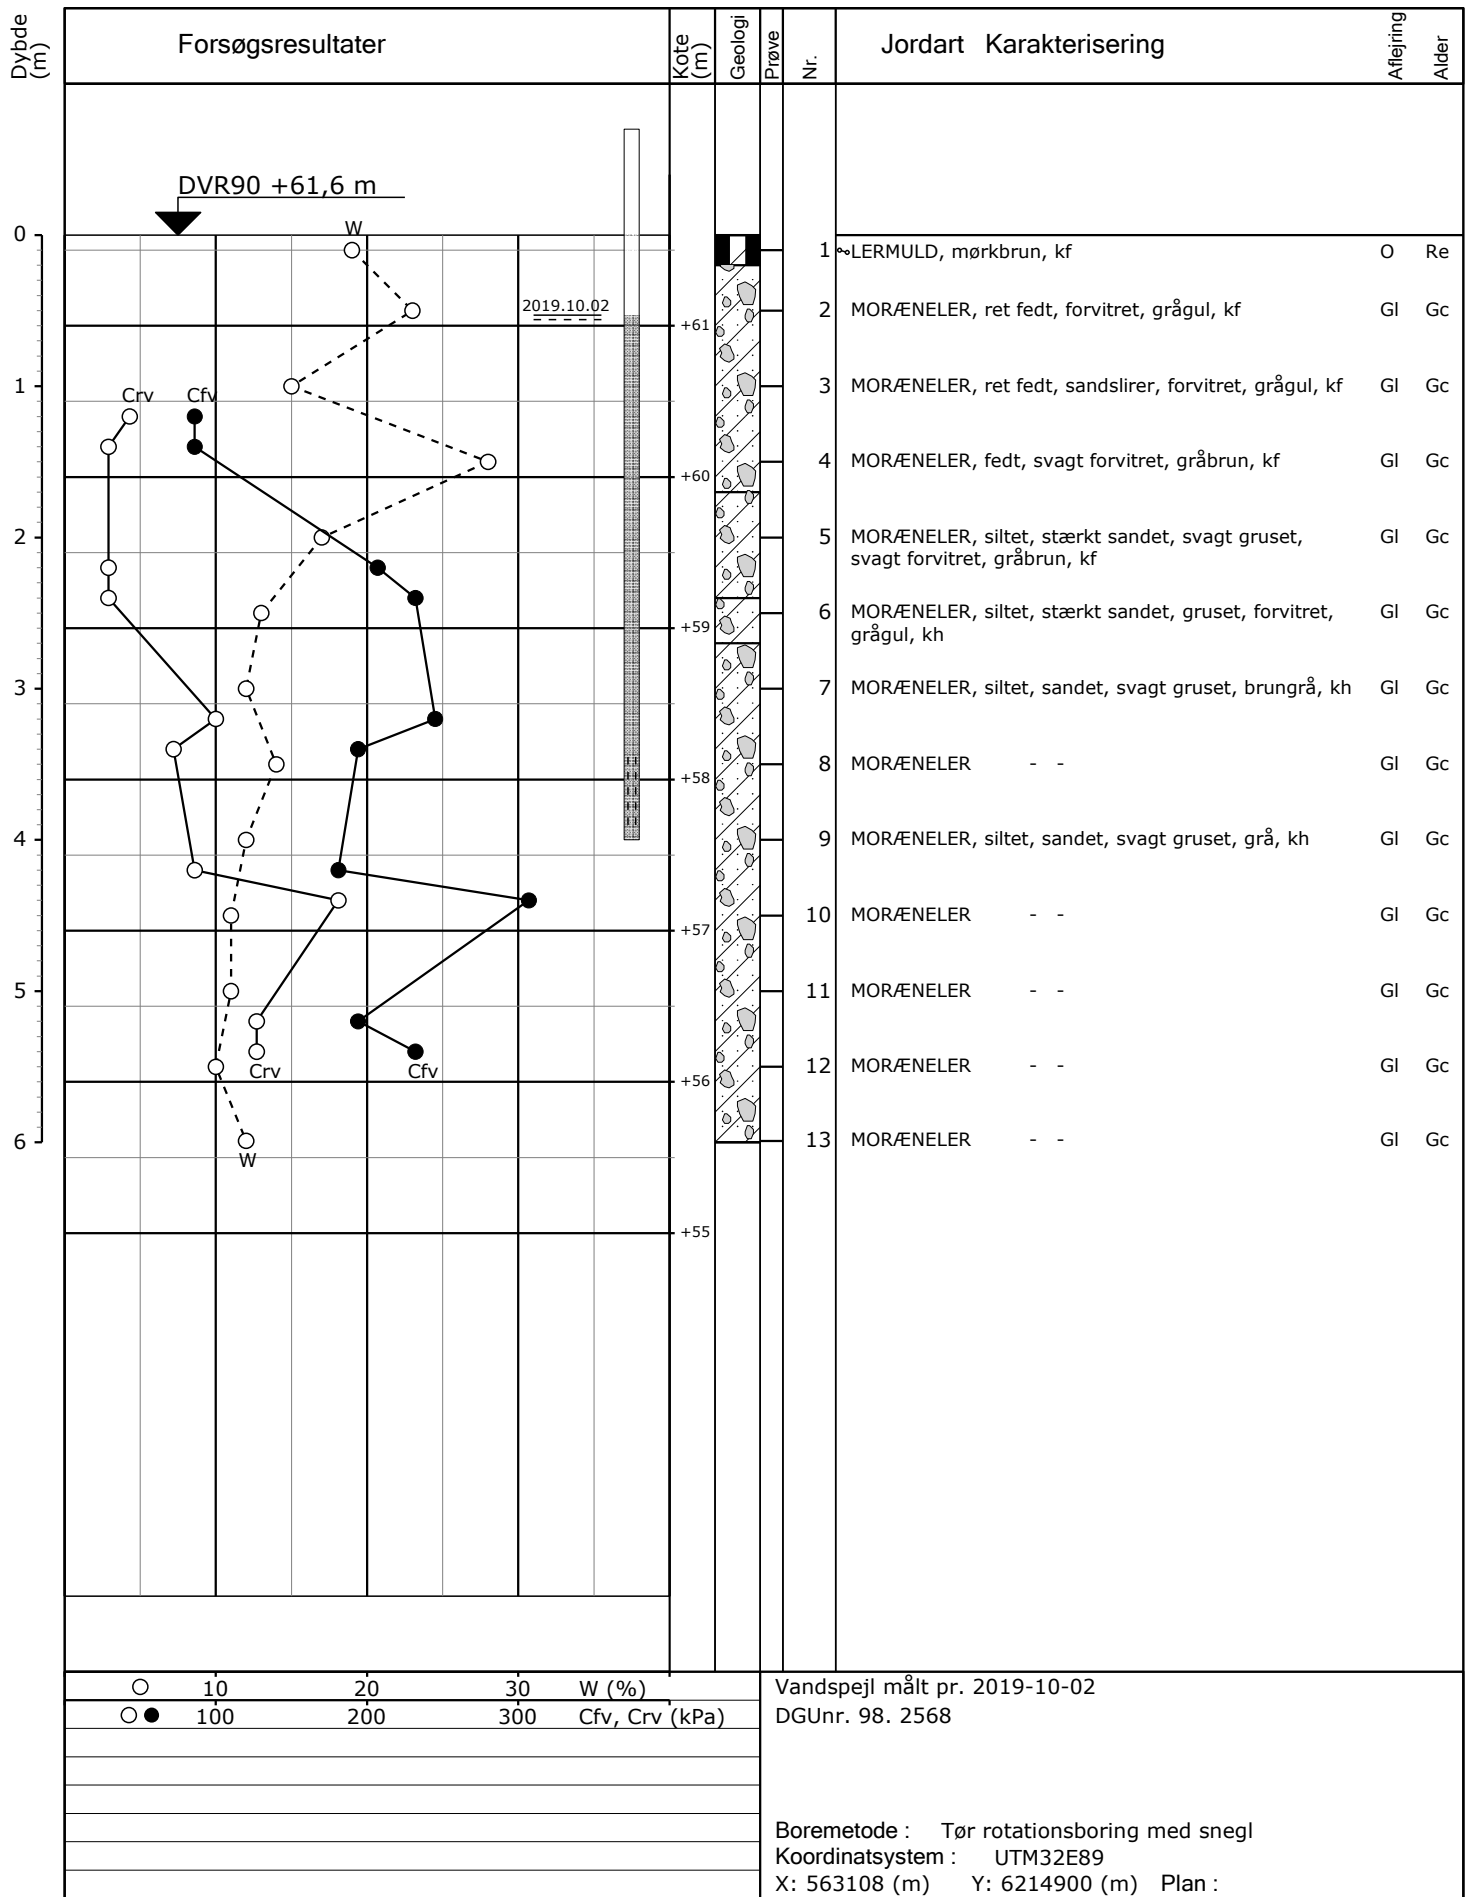 Dybde (m)
Forsøgsresultater
Kote (m)
Geologi
Prøve
Nr.
Jordart Karakterisering
Aflejring
Alder
DVR90 +61,6 m
0
W
1 LERMULD, mørkbrun, kf O Re
2019.10.02
2 MORÆNELER, ret fedt, forvitret, grågul, kf Gl Gc
+61
1
3 MORÆNELER, ret fedt, sandslirer, forvitret, grågul, kf Gl Gc
Crv Cfv
4 MORÆNELER, fedt, svagt forvitret, gråbrun, kf Gl Gc
+60
2
5 MORÆNELER, siltet, stærkt sandet, svagt gruset, Gl Gc
svagt forvitret, gråbrun, kf
6 MORÆNELER, siltet, stærkt sandet, gruset, forvitret, Gl Gc
+59
grågul, kh
3
7 MORÆNELER, siltet, sandet, svagt gruset, brungrå, kh Gl Gc
8 MORÆNELER - - Gl Gc
+58
4
9 MORÆNELER, siltet, sandet, svagt gruset, grå, kh Gl Gc
10 MORÆNELER - - Gl Gc
+57
5
11 MORÆNELER - - Gl Gc
Crv Cfv
12 MORÆNELER - - Gl Gc
+56
6
13 MORÆNELER - - Gl Gc
W
+55
10 20 30 W (%)
100 200 300 Cfv, Crv (kPa)
Vandspejl målt pr. 2019-10-02
DGUnr. 98. 2568
Boremetode : Tør rotationsboring med snegl
Koordinatsystem : UTM32E89
X: 563108 (m) Y: 6214900 (m) Plan :